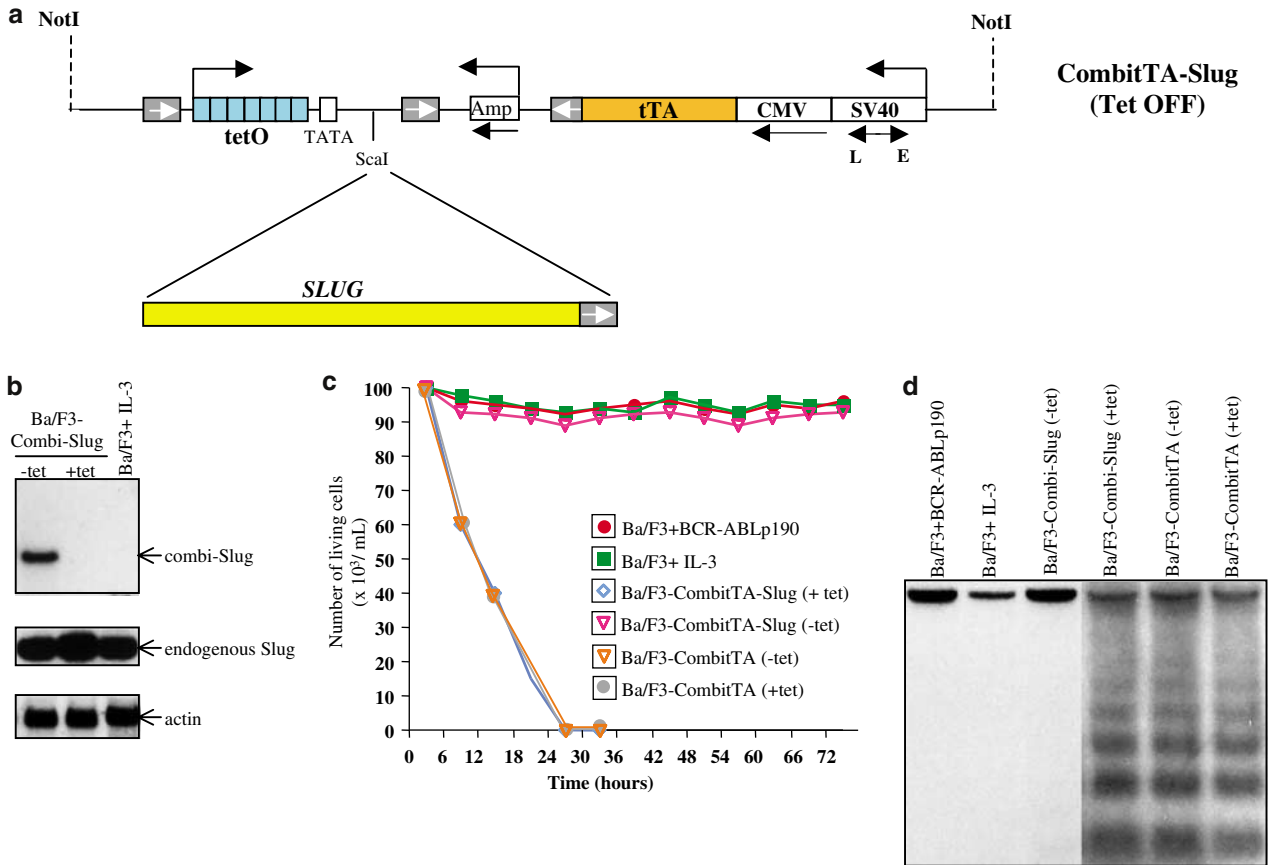 a
NotI
NotI
CombitTA-Slug
(Tet OFF)
Amp
tTA
CMV
SV40
tetO
TATA
ScaI
L
E
SLUG
b
Ba/F3-
Combi-Slug
-tet
+tet
Ba/F3+ IL-3
combi-Slug
endogenous Slug
actin
c
Number of living cells
(x 10³/ mL)
100
90
80
70
60
50
40
30
20
10
0
0 6 12 18 24 30 36 42 48 54 60 66 72
Time (hours)
Ba/F3+BCR-ABLp190
Ba/F3+ IL-3
Ba/F3-CombitTA-Slug (+ tet)
Ba/F3-CombitTA-Slug (-tet)
Ba/F3-CombitTA (-tet)
Ba/F3-CombitTA (+tet)
d
Ba/F3+BCR-ABLp190
Ba/F3+ IL-3
Ba/F3-Combi-Slug (-tet)
Ba/F3-Combi-Slug (+tet)
Ba/F3-CombitTA (-tet)
Ba/F3-CombitTA (+tet)